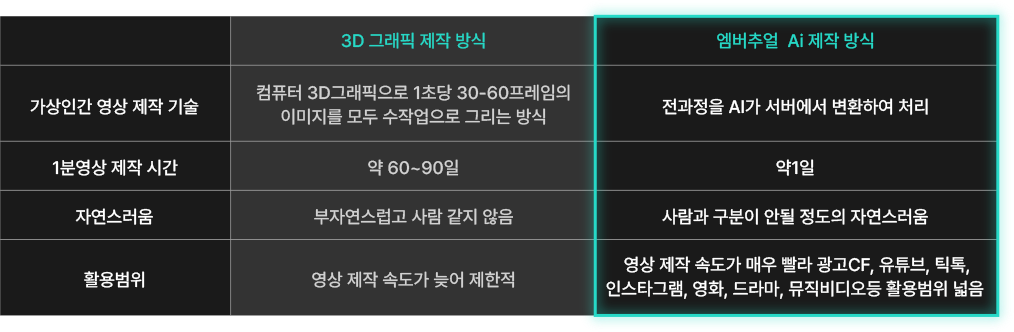 3D 그래픽 제작 방식
엠버추얼 Ai 제작 방식
가상인간 영상 제작 기술
컴퓨터 3D그래픽으로 1초당 30-60프레임의
이미지를 모두 수작업으로 그리는 방식
전과정을 AI가 서버에서 변환하여 처리
1분영상 제작 시간
약 60~90일
약1일
자연스러움
부자연스럽고 사람 같지 않음
사람과 구분이 안될 정도의 자연스러움
활용범위
영상 제작 속도가 늦어 제한적
영상 제작 속도가 매우 빨라 광고CF, 유튜브, 틱톡,
인스타그램, 영화, 드라마, 뮤직비디오등 활용범위 넓음